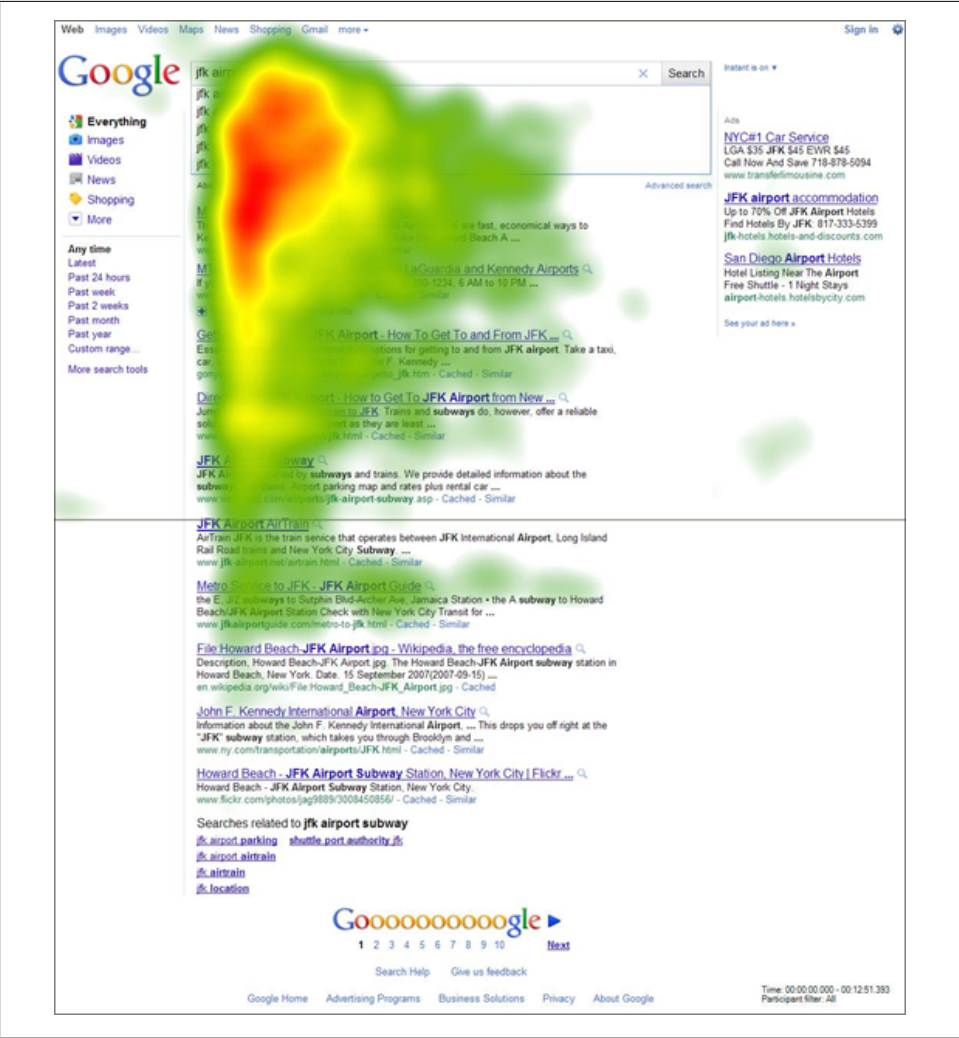 Web Images Videos Maps News Shopping Gmail more
Sign in
Google
jfk
Search
Instant is on
jfk
jfk
jfk
jfk
jfk
Everything
Images
Videos
News
Shopping
More
Any time
Latest
Past 24 hours
Past week
Past 2 weeks
Past month
Past year
Custom range...
More search tools
Advanced search
are fast, economical ways to
Beach A ...
LaGuardia and Kennedy Airports
-1234, 6 AM to 10 PM ...
Similar
JFK Airport - How To Get To and From JFK ...
options for getting to and from JFK airport. Take a taxi,
car, F. Kennedy ...
jfk.htm - Cached - Similar
Airport - How to Get To JFK Airport from New ...
to JFK: Trains and subways do, however, offer a reliable
as they are least ...
www jfk.html - Cached - Similar
JFK
JFK by subways and trains. We provide detailed information about the
subway Airport parking map and rates plus rental car ...
www. /airports/jfk-airport-subway.asp - Cached - Similar
JFK Airport AirTrain
AirTrain JFK is the train service that operates between JFK International Airport, Long Island
Rail Road trains and New York City Subway. ...
www.jfk-airport.net/airtrain.html - Cached - Similar
Metro Service to JFK - JFK Airport Guide
the E, J/Z subways to Sutphin Blvd-Archer Ave, Jamaica Station • the A subway to Howard
Beach/JFK Airport Station Check with New York City Transit for ...
www.jfkairportguide.com/metro-to-jfk.html - Cached - Similar
File:Howard Beach-JFK Airport.jpg - Wikipedia, the free encyclopedia
Description, Howard Beach-JFK Airport.jpg. The Howard Beach-JFK Airport subway station in
Howard Beach, New York. Date. 15 September 2007(2007-09-15) ...
en.wikipedia.org/wiki/File:Howard_Beach-JFK_Airport.jpg - Cached
John F. Kennedy International Airport, New York City
Information about the John F. Kennedy International Airport, ... This drops you off right at the
"JFK" subway station, which takes you through Brooklyn and ...
www.ny.com/transportation/airports/JFK.html - Cached - Similar
Howard Beach - JFK Airport Subway Station, New York City | Flickr ...
Howard Beach - JFK Airport Subway Station, New York City.
www.flickr.com/photos/jag9889/3008450856/ - Cached - Similar
Searches related to jfk airport subway
jfk airport parking shuttle port authority jfk
jfk airport airtrain
jfk airtrain
jfk location
Ads
NYC#1 Car Service
LGA $35 JFK $45 EWR $45
Call Now And Save 718-878-5094
www.transferlimousine.com
JFK airport accommodation
Up to 70% Off JFK Airport Hotels
Find Hotels By JFK: 817-333-5399
jfk-hotels.hotels-and-discounts.com
San Diego Airport Hotels
Hotel Listing Near The Airport
Free Shuttle - 1 Night Stays
airport-hotels.hotelsbycity.com
See your ad here »
Goooooooooogle
1 2 3 4 5 6 7 8 9 10 Next
Search Help Give us feedback
Google Home Advertising Programs Business Solutions Privacy About Google
Time: 00:00:00.000 - 00:12:51.393
Participant filter: All